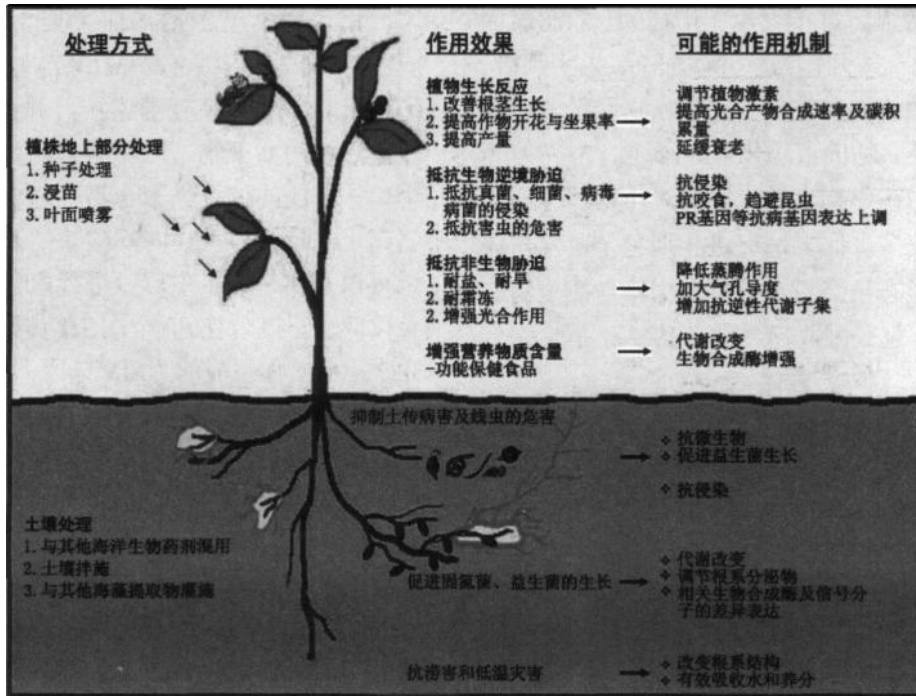 处理方式
植株地上部分处理
1. 种子处理
2. 浸苗
3. 叶面喷雾
作用效果
植物生长反应
1. 改善根茎生长
2. 提高作物开花与坐果率
3. 提高产量
抵抗生物逆境胁迫
1. 抵抗真菌、细菌、病毒
病菌的侵染
2. 抵抗害虫的危害
抵抗非生物胁迫
1. 耐盐、耐旱
2. 耐霜冻
2. 增强光合作用
增强营养物质含量
-功能保健食品
可能的作用机制
调节植物激素
提高光合产物合成速率及碳积
累量
延缓衰老
抗侵染
抗咬食，趋避昆虫
PR基因等抗病基因表达上调
降低蒸腾作用
加大气孔导度
增加抗逆性代谢子集
代谢改变
生物合成酶增强
抑制土传病害及线虫的危害
❖ 抗微生物
❖ 促进益生菌生长
❖ 抗侵染
土壤处理
1. 与其他海洋生物药剂混用
2. 土壤拌施
3. 与其他海藻提取物灌施
促进固氮菌、益生菌的生长
❖ 代谢改变
❖ 调节根系分泌物
❖ 相关生物合成酶及信号分
子的差异表达
抗涝害和低温灾害
❖ 改变根系结构
❖ 有效吸收水和养分